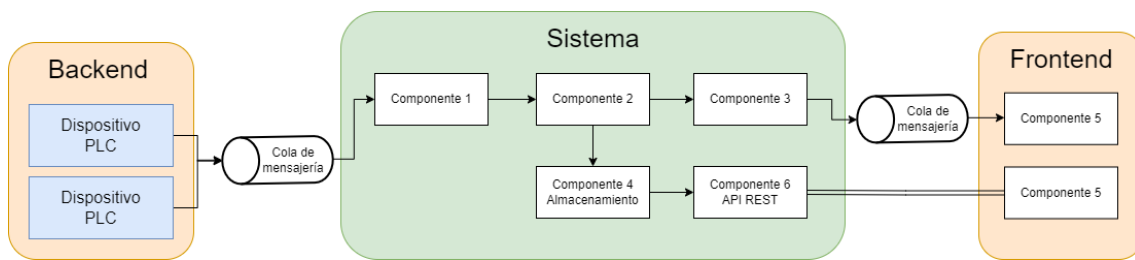 Backend
Dispositivo
PLC
Dispositivo
PLC
Cola de
mensajería
Sistema
Componente 1
Componente 2
Componente 3
Componente 4
Almacenamiento
Componente 6
API REST
Cola de
mensajería
Frontend
Componente 5
Componente 5